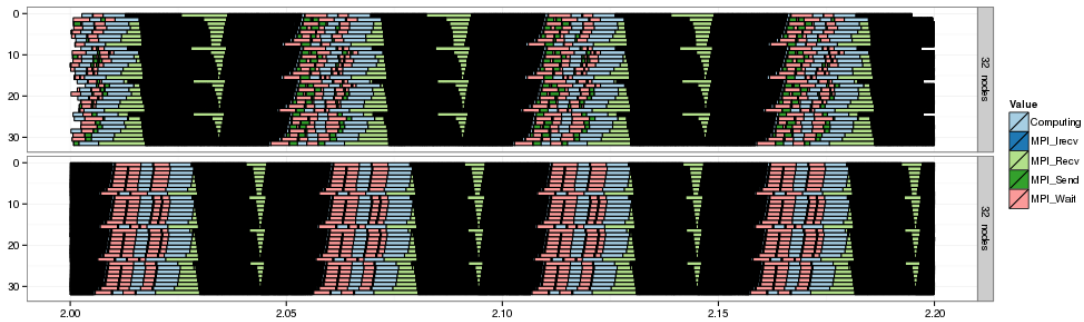 0
10
20
30
32 nodes
0
10
20
30
32 nodes
2.00
2.05
2.10
2.15
2.20
Value
Computing
MPI_Irecv
MPI_Recv
MPI_Send
MPI_Wait